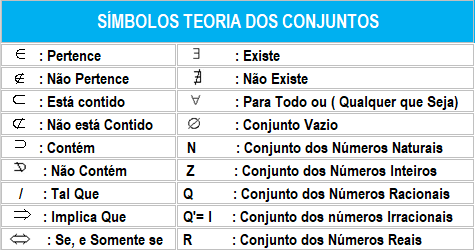 SÍMBOLOS TEORIA DOS CONJUNTOS
∈ : Pertence ∃ : Existe
∉ : Não Pertence ∄ : Não Existe
⊂ : Está contido ∀ : Para Todo ou ( Qualquer que Seja)
⊄ : Não está Contido ∅ : Conjunto Vazio
⊃ : Contém N : Conjunto dos Números Naturais
⊅ : Não Contém Z : Conjunto dos Números Inteiros
/ : Tal Que Q : Conjunto dos Números Racionais
⇒ : Implica Que Q'= I : Conjunto dos números Irracionais
⇔ : Se, e Somente se R : Conjunto dos Números Reais